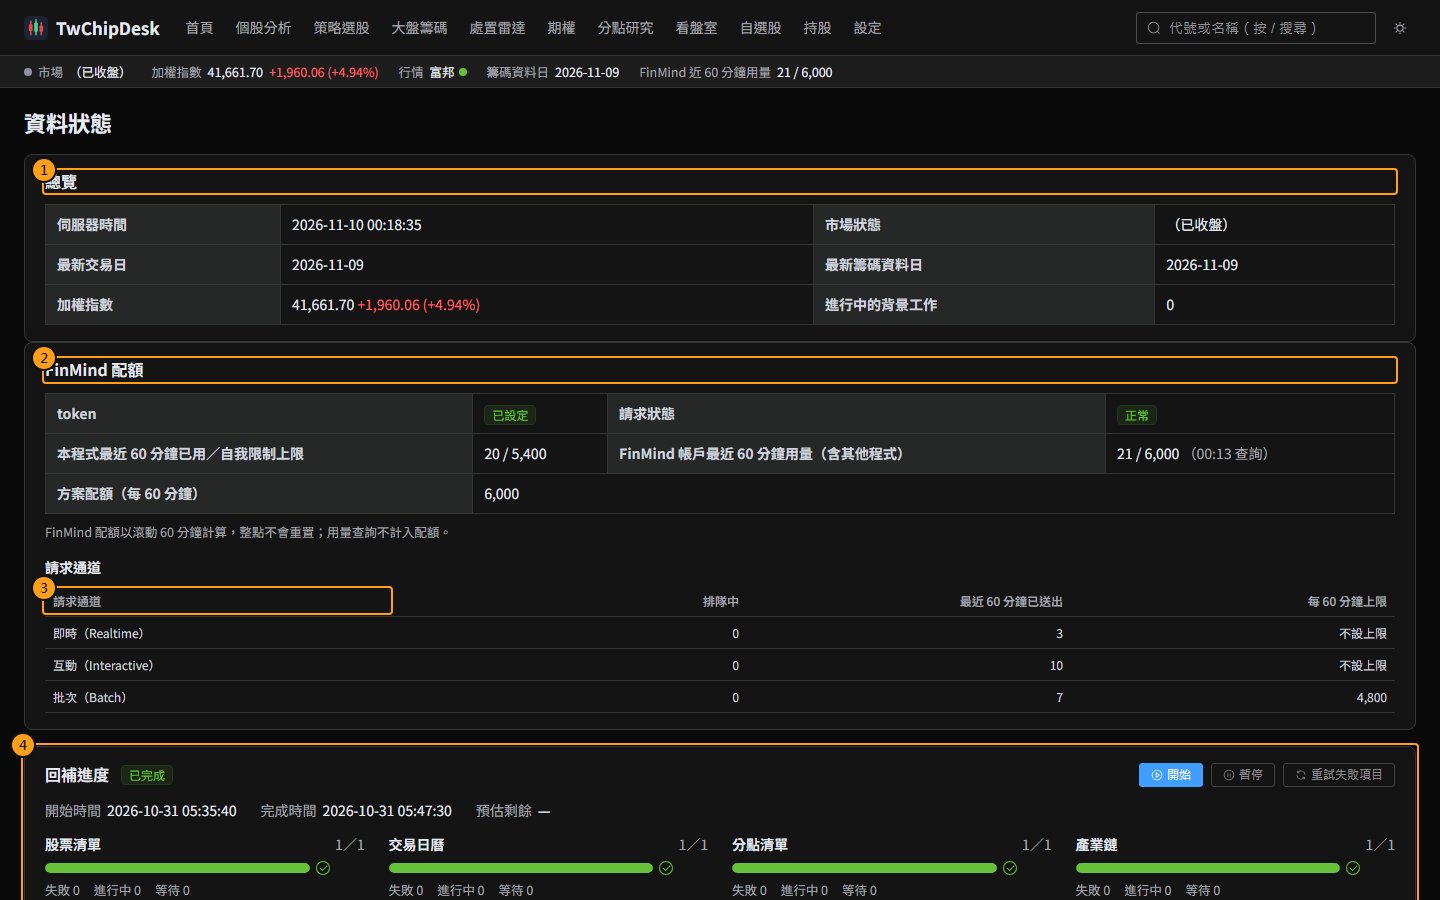 TwChipDesk 首頁 個股分析 策略選股 大盤籌碼 處置雷達 期權 分點研究 看盤室 自選股 持股 設定 代號或名稱（按 / 搜尋）
市場 （已收盤） 加權指數 41,661.70 +1,960.06 (+4.94%) 行情 富邦 籌碼資料日 2026-11-09 FinMind 近 60 分鐘用量 21 / 6,000
資料狀態
1
總覽
伺服器時間 2026-11-10 00:18:35 市場狀態 （已收盤）
最新交易日 2026-11-09 最新籌碼資料日 2026-11-09
加權指數 41,661.70 +1,960.06 (+4.94%) 進行中的背景工作 0
2
FinMind 配額
token 已設定 請求狀態 正常
本程式最近 60 分鐘已用／自我限制上限 20 / 5,400 FinMind 帳戶最近 60 分鐘用量（含其他程式） 21 / 6,000 （00:13 查詢）
方案配額（每 60 分鐘） 6,000
FinMind 配額以滾動 60 分鐘計算，整點不會重置；用量查詢不計入配額。
請求通道
3
請求通道 排隊中 最近 60 分鐘已送出 每 60 分鐘上限
即時（Realtime） 0 3 不設上限
互動（Interactive） 0 10 不設上限
批次（Batch） 0 7 4,800
4
回補進度 已完成 開始 暫停 重試失敗項目
開始時間 2026-10-31 05:35:40 完成時間 2026-10-31 05:47:30 預估剩餘 —
股票清單 1／1 交易日曆 1／1 分點清單 1／1 產業鏈 1／1
失敗 0 進行中 0 等待 0 失敗 0 進行中 0 等待 0 失敗 0 進行中 0 等待 0 失敗 0 進行中 0 等待 0